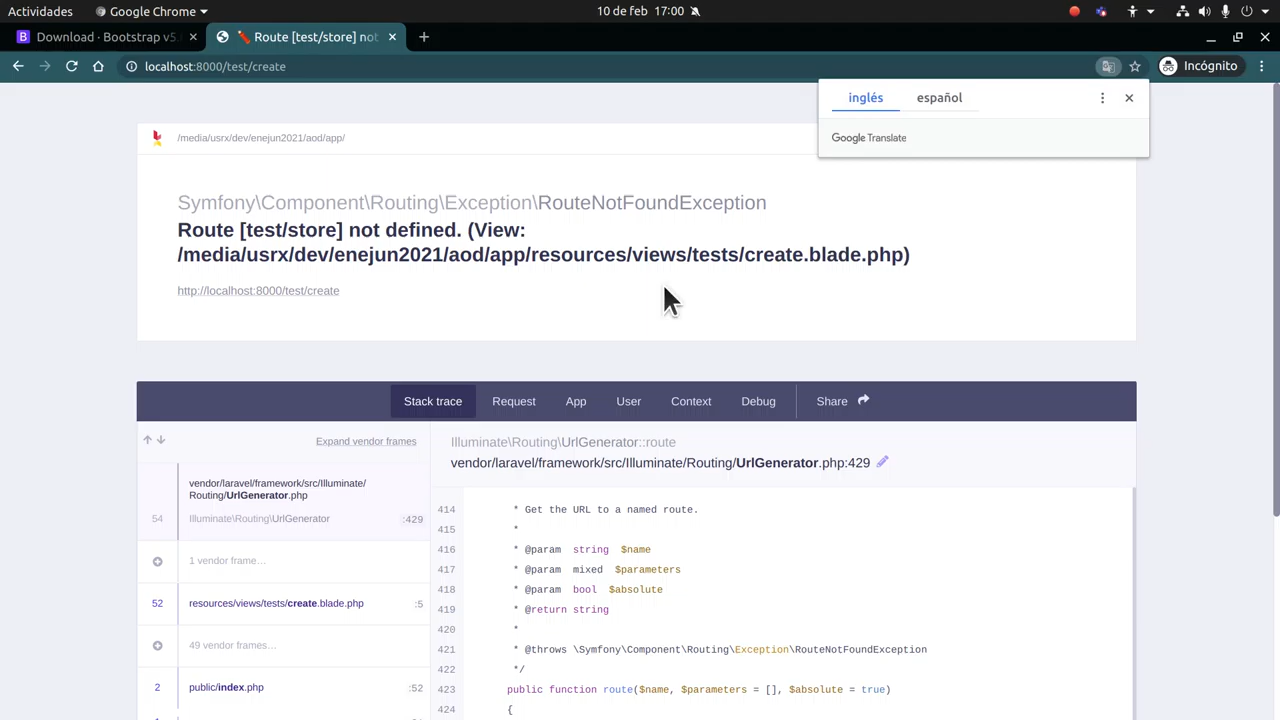 Actividades
Google Chrome
10 de feb 17:00
Download · Bootstrap v5.
Route [test/store] not
localhost:8000/test/create
Incógnito
inglés
español
Google Translate
/media/usrx/dev/enejun2021/aod/app/
Symfony\Component\Routing\Exception\RouteNotFoundException
Route [test/store] not defined. (View:
/media/usrx/dev/enejun2021/aod/app/resources/views/tests/create.blade.php)
http://localhost:8000/test/create
Stack trace
Request
App
User
Context
Debug
Share
Expand vendor frames
vendor/laravel/framework/src/Illuminate/
Routing/UrlGenerator.php
54 Illuminate\Routing\UrlGenerator :429
1 vendor frame…
52 resources/views/tests/create.blade.php :5
49 vendor frames…
2 public/index.php :52
Illuminate\Routing\UrlGenerator::route
vendor/laravel/framework/src/Illuminate/Routing/UrlGenerator.php:429
414 * Get the URL to a named route.
415 *
416 * @param string $name
417 * @param mixed $parameters
418 * @param bool $absolute
419 * @return string
420 *
421 * @throws \Symfony\Component\Routing\Exception\RouteNotFoundException
422 */
423 public function route($name, $parameters = [], $absolute = true)
424 {